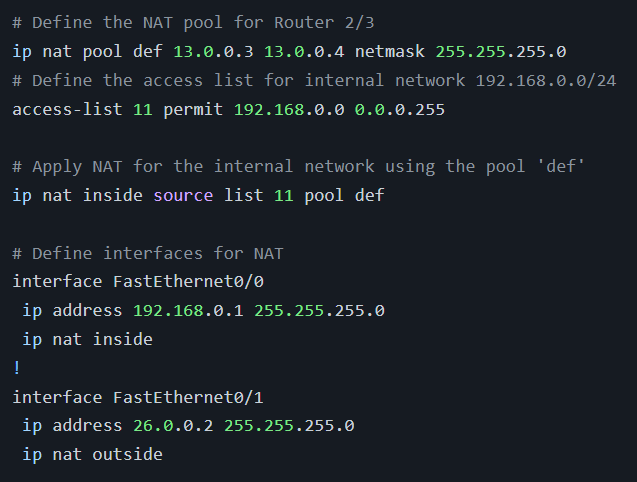 # Define the NAT pool for Router 2/3
ip nat pool def 13.0.0.3 13.0.0.4 netmask 255.255.255.0
# Define the access list for internal network 192.168.0.0/24
access-list 11 permit 192.168.0.0 0.0.0.255
# Apply NAT for the internal network using the pool 'def'
ip nat inside source list 11 pool def
# Define interfaces for NAT
interface FastEthernet0/0
ip address 192.168.0.1 255.255.255.0
ip nat inside
!
interface FastEthernet0/1
ip address 26.0.0.2 255.255.255.0
ip nat outside